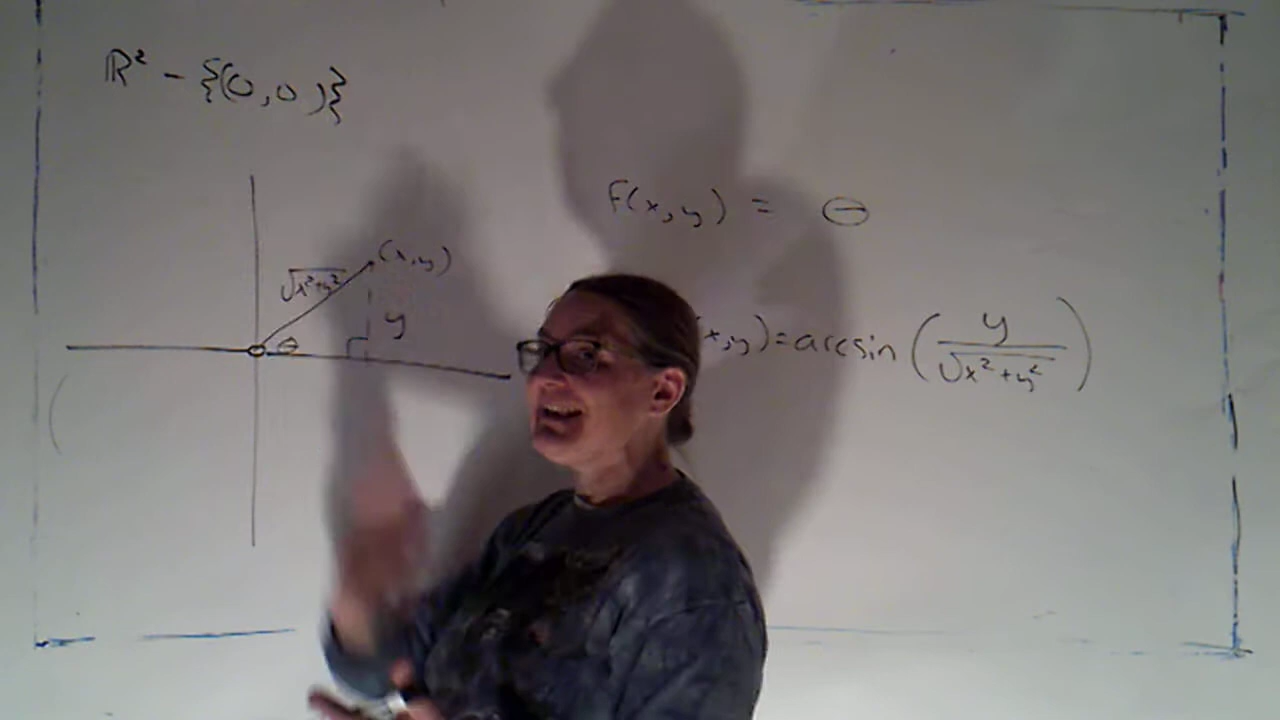 ℝ² - {(0,0)}
f(x,y) = θ
(x,y)
√x²+y²
y
θ
(x,y)=arcsin(y/√x²+y²)